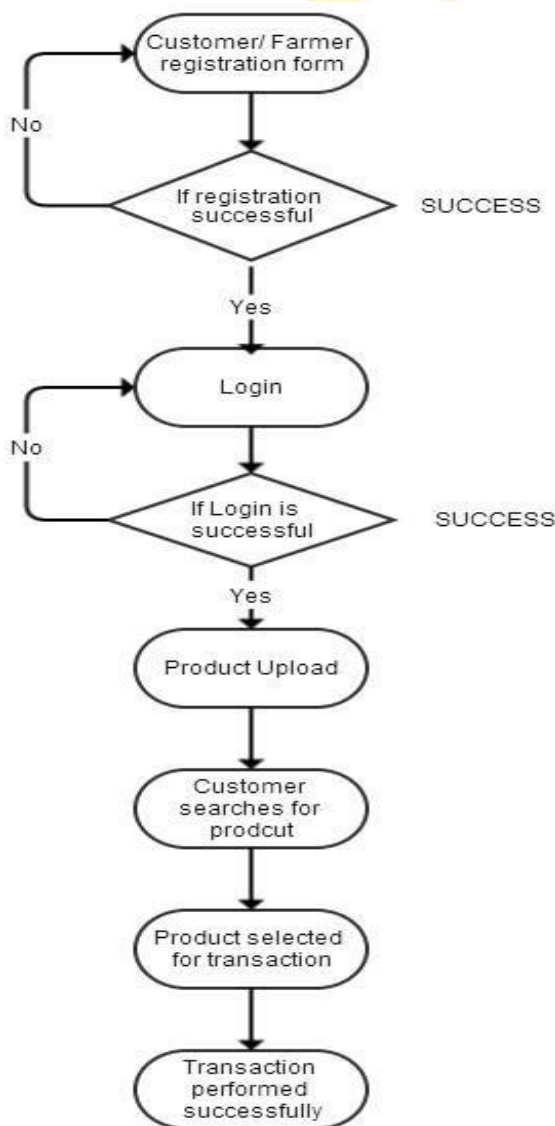 Customer/ Farmer
registration form
No
If registration
successful
SUCCESS
Yes
Login
No
If Login is
successful
SUCCESS
Yes
Product Upload
Customer
searches for
prodcut
Product selected
for transaction
Transaction
performed
successfully